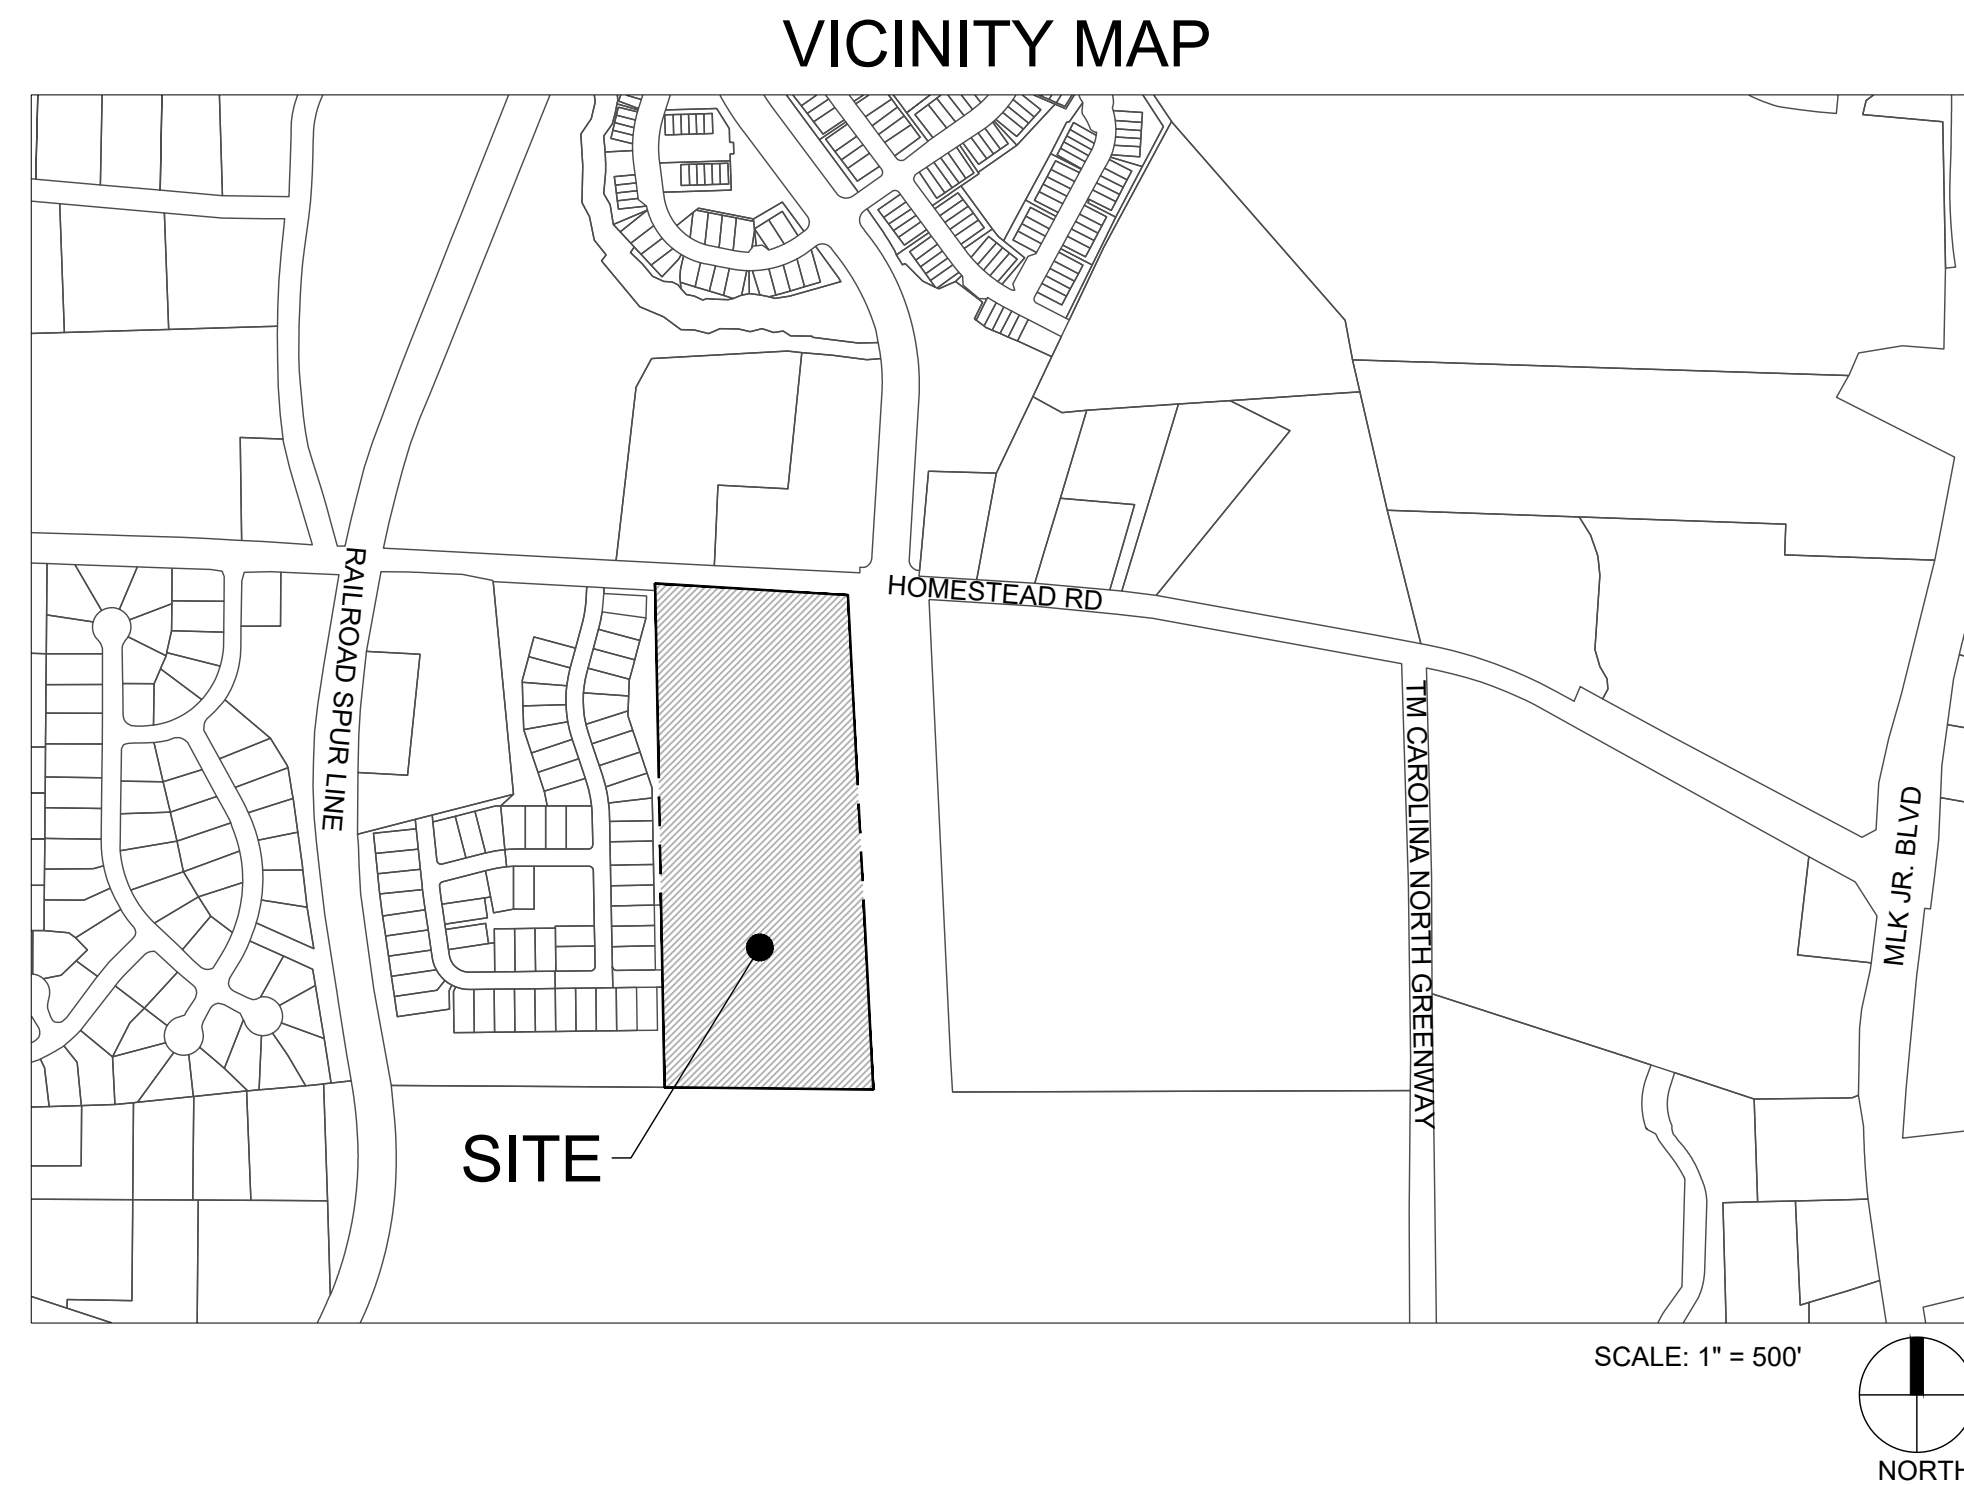 VICINITY MAP
HOMESTEAD RD
RAILROAD SPUR LINE
TM CAROLINA NORTH GREENWAY
MLK JR. BLVD
SITE
SCALE: 1" = 500'
NORTH